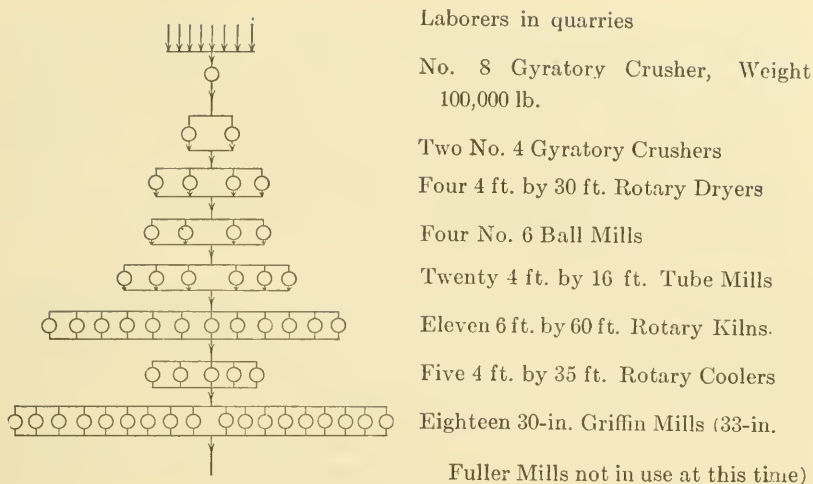 Laborers in quarries
No. 8 Gyratory Crusher, Weight
100,000 lb.
Two No. 4 Gyratory Crushers
Four 4 ft. by 30 ft. Rotary Dryers
Four No. 6 Ball Mills
Twenty 4 ft. by 16 ft. Tube Mills
Eleven 6 ft. by 60 ft. Rotary Kilns.
Five 4 ft. by 35 ft. Rotary Coolers
Eighteen 30-in. Griffin Mills (33-in.
Fuller Mills not in use at this time)